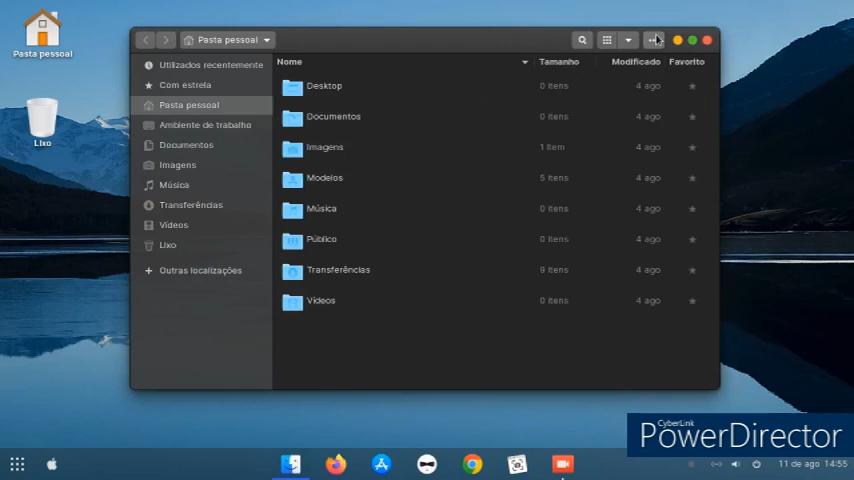 Pasta pessoal
Lixo
Pasta pessoal
Nome Tamanho Modificado Favorito
Utilizados recentemente
Com estrela
Pasta pessoal
Ambiente de trabalho
Documentos
Imagens
Música
Transferências
Vídeos
Lixo
Outras localizações
Desktop 0 itens 4 ago
Documentos 0 itens 4 ago
Imagens 1 item 4 ago
Modelos 5 itens 4 ago
Música 0 itens 4 ago
Público 0 itens 4 ago
Transferências 9 itens 4 ago
Vídeos 0 itens 4 ago
CyberLink
PowerDirector
11 de ago 14:55